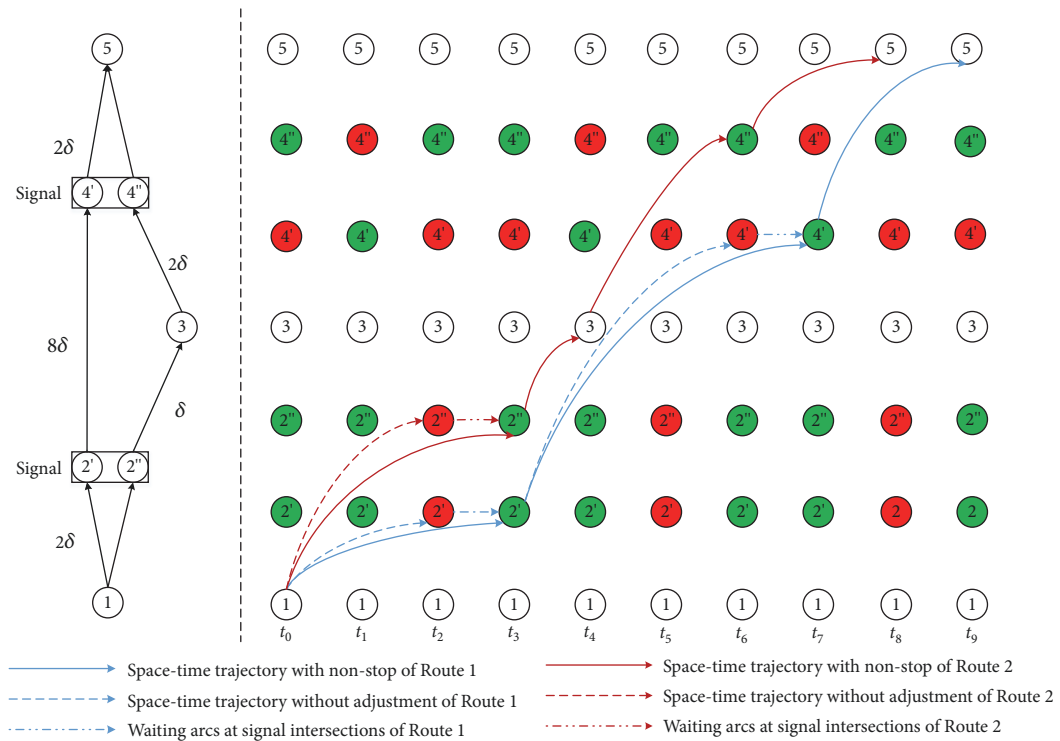 5
2δ
Signal 4' 4"
2δ
3
8δ
δ
Signal 2' 2"
2δ
1
5 5 5 5 5 5 5 5 5 5
4" 4" 4" 4" 4" 4" 4" 4" 4" 4"
4' 4' 4' 4' 4' 4' 4' 4' 4' 4'
3 3 3 3 3 3 3 3 3 3
2" 2" 2" 2" 2" 2" 2" 2" 2" 2"
2' 2' 2' 2' 2' 2' 2' 2' 2 2
1 1 1 1 1 1 1 1 1 1
t0 t1 t2 t3 t4 t5 t6 t7 t8 t9
Space-time trajectory with non-stop of Route 1
Space-time trajectory without adjustment of Route 1
Waiting arcs at signal intersections of Route 1
Space-time trajectory with non-stop of Route 2
Space-time trajectory without adjustment of Route 2
Waiting arcs at signal intersections of Route 2